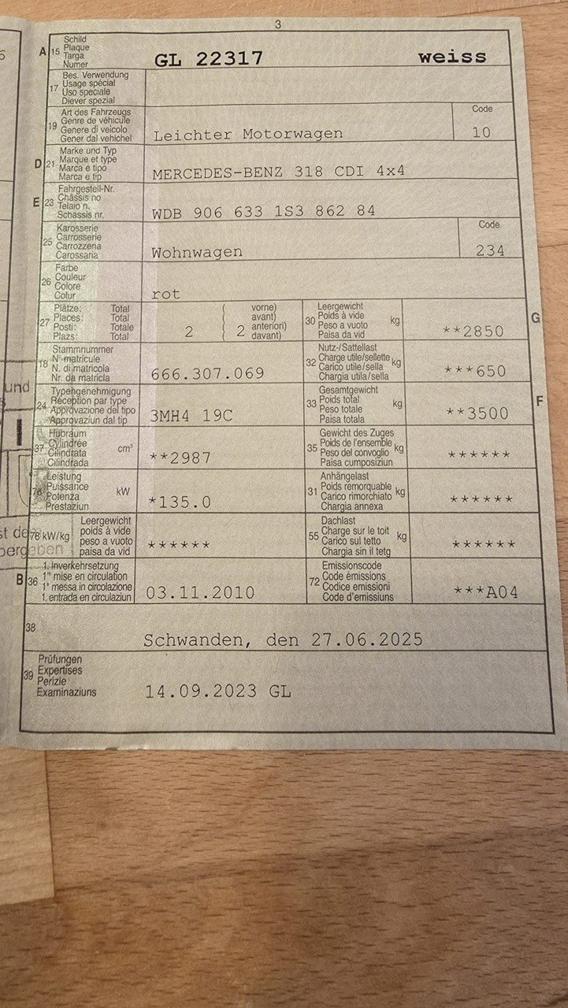 3
A 15 Schild
Plaque
Targa
Numer
GL 22317 weiss
17 Bes. Verwendung
Usage spécial
Uso speciale
Diever spezial
19 Art des Fahrzeugs
Genre de véhicule
Genere di veicolo
Gener dal vehichel
Leichter Motorwagen
Code
10
D 21 Marke und Typ
Marque et type
Marca e tipo
Marca e tip
MERCEDES-BENZ 318 CDI 4x4
E 23 Fahrgestell-Nr.
Châssis no
Telaio n.
Schassis nr.
WDB 906 633 1S3 862 84
25 Karosserie
Carrosserie
Carrozzeria
Carossaria
Wohnwagen
Code
234
26 Farbe
Couleur
Colore
Colur
rot
27 Plätze: Total
Places: Total
Posti: Totale
Plazs: Total
2
( vorne)
( avant)
( anteriori)
( davant)
2
30 Leergewicht
Poids à vide
Peso a vuoto
Paisa da vid
kg
**2850
G
18 Stammnummer
N° matricule
N. di matricola
Nr. da matricla
666.307.069
32 Nutz-/Sattellast
Charge utile/sellette
Carico utile/sella
Chargia utila/sella
kg
***650
24 Typengenehmigung
Réception par type
Approvazione del tipo
Approvaziun dal tip
3MH4 19C
33 Gesamtgewicht
Poids total
Peso totale
Paisa totala
kg
**3500
F
37 Hubraum
Cylindrée
Cilindrata
Cilindrada
cm³
**2987
35 Gewicht des Zuges
Poids de l'ensemble
Peso del convoglio
Paisa cumposiziun
kg
******
76 Leistung
Puissance
Potenza
Prestaziun
kW
*135.0
31 Anhängelast
Poids remorquable
Carico rimorchiato
Chargia annexa
kg
******
78 kW/kg
Leergewicht
poids à vide
peso a vuoto
paisa da vid
******
55 Dachlast
Charge sur le toit
Carico sul tetto
Chargia sin il tetg
kg
******
B 36 1. Inverkehrsetzung
1re mise en circulation
1a messa in circolazione
1. entrada en circulaziun
03.11.2010
72 Emissionscode
Code émissions
Codice emissioni
Code d'emissiuns
***A04
38
Schwanden, den 27.06.2025
39 Prüfungen
Expertises
Perizie
Examinaziuns
14.09.2023 GL
und